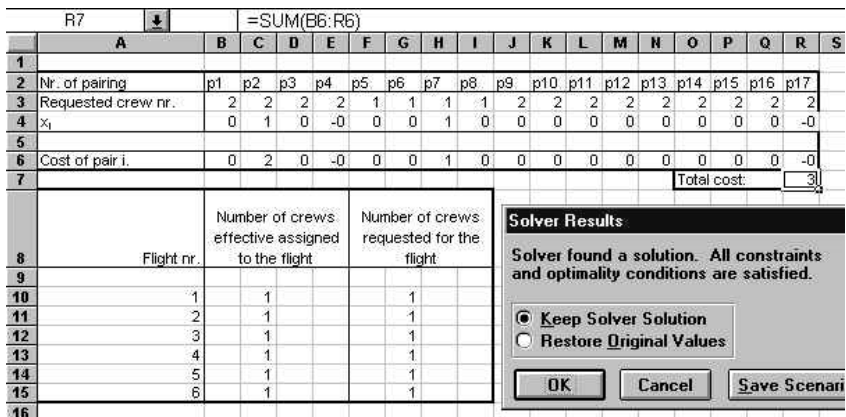 R7 =SUM(B6:R6)
A B C D E F G H I J K L M N O P Q R S
1
2 Nr. of pairing p1 p2 p3 p4 p5 p6 p7 p8 p9 p10 p11 p12 p13 p14 p15 p16 p17
3 Requested crew nr. 2 2 2 2 1 1 1 1 2 2 2 2 2 2 2 2 2
4 xi 0 1 0 -0 0 0 1 0 0 0 0 0 0 0 0 0 -0
5
6 Cost of pair i. 0 2 0 -0 0 0 1 0 0 0 0 0 0 0 0 0 -0
7 Total cost: 3
8 Flight nr.
Number of crews
effective assigned
to the flight
Number of crews
requested for the
flight
9
10 1 1 1
11 2 1 1
12 3 1 1
13 4 1 1
14 5 1 1
15 6 1 1
16
Solver Results
Solver found a solution. All constraints
and optimality conditions are satisfied.
Keep Solver Solution
Restore Original Values
OK Cancel Save Scenari